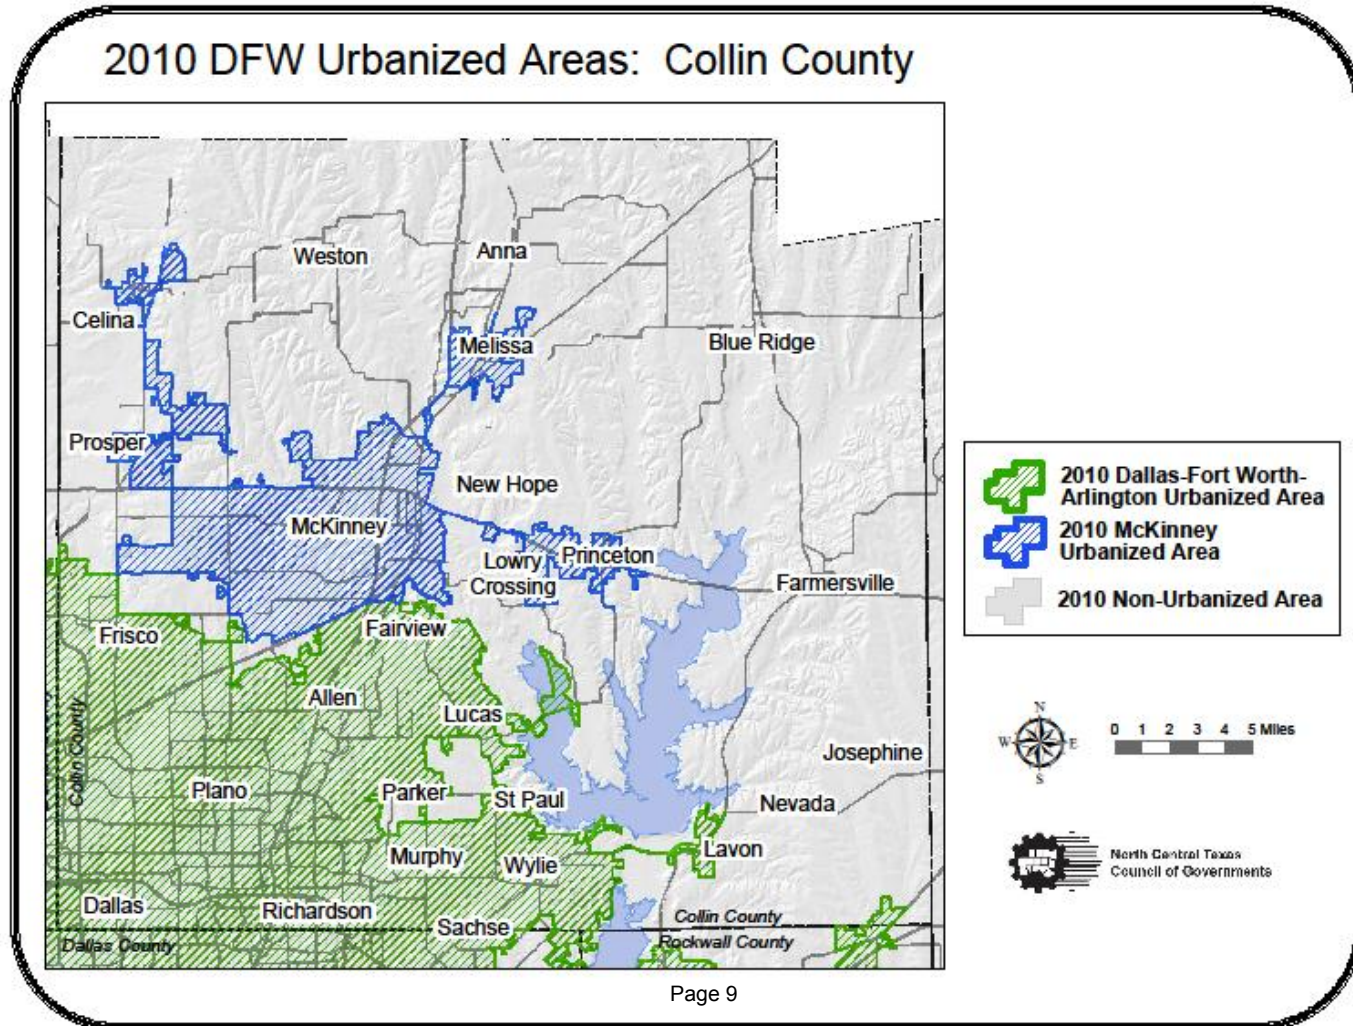 2010 DFW Urbanized Areas: Collin County
Weston
Anna
Celina
Melissa
Blue Ridge
Prosper
New Hope
McKinney
Lowry
Crossing
Princeton
Farmersville
Frisco
Fairview
Allen
Lucas
Collin County
Josephine
Plano
Parker
St Paul
Nevada
Murphy
Wylie
Lavon
Dallas
Richardson
Sachse
Collin County
Dallas County
Rockwall County
2010 Dallas-Fort Worth-
Arlington Urbanized Area
2010 McKinney
Urbanized Area
2010 Non-Urbanized Area
N
W E
S
0 1 2 3 4 5 Miles
North Central Texas
Council of Governments
Page 9